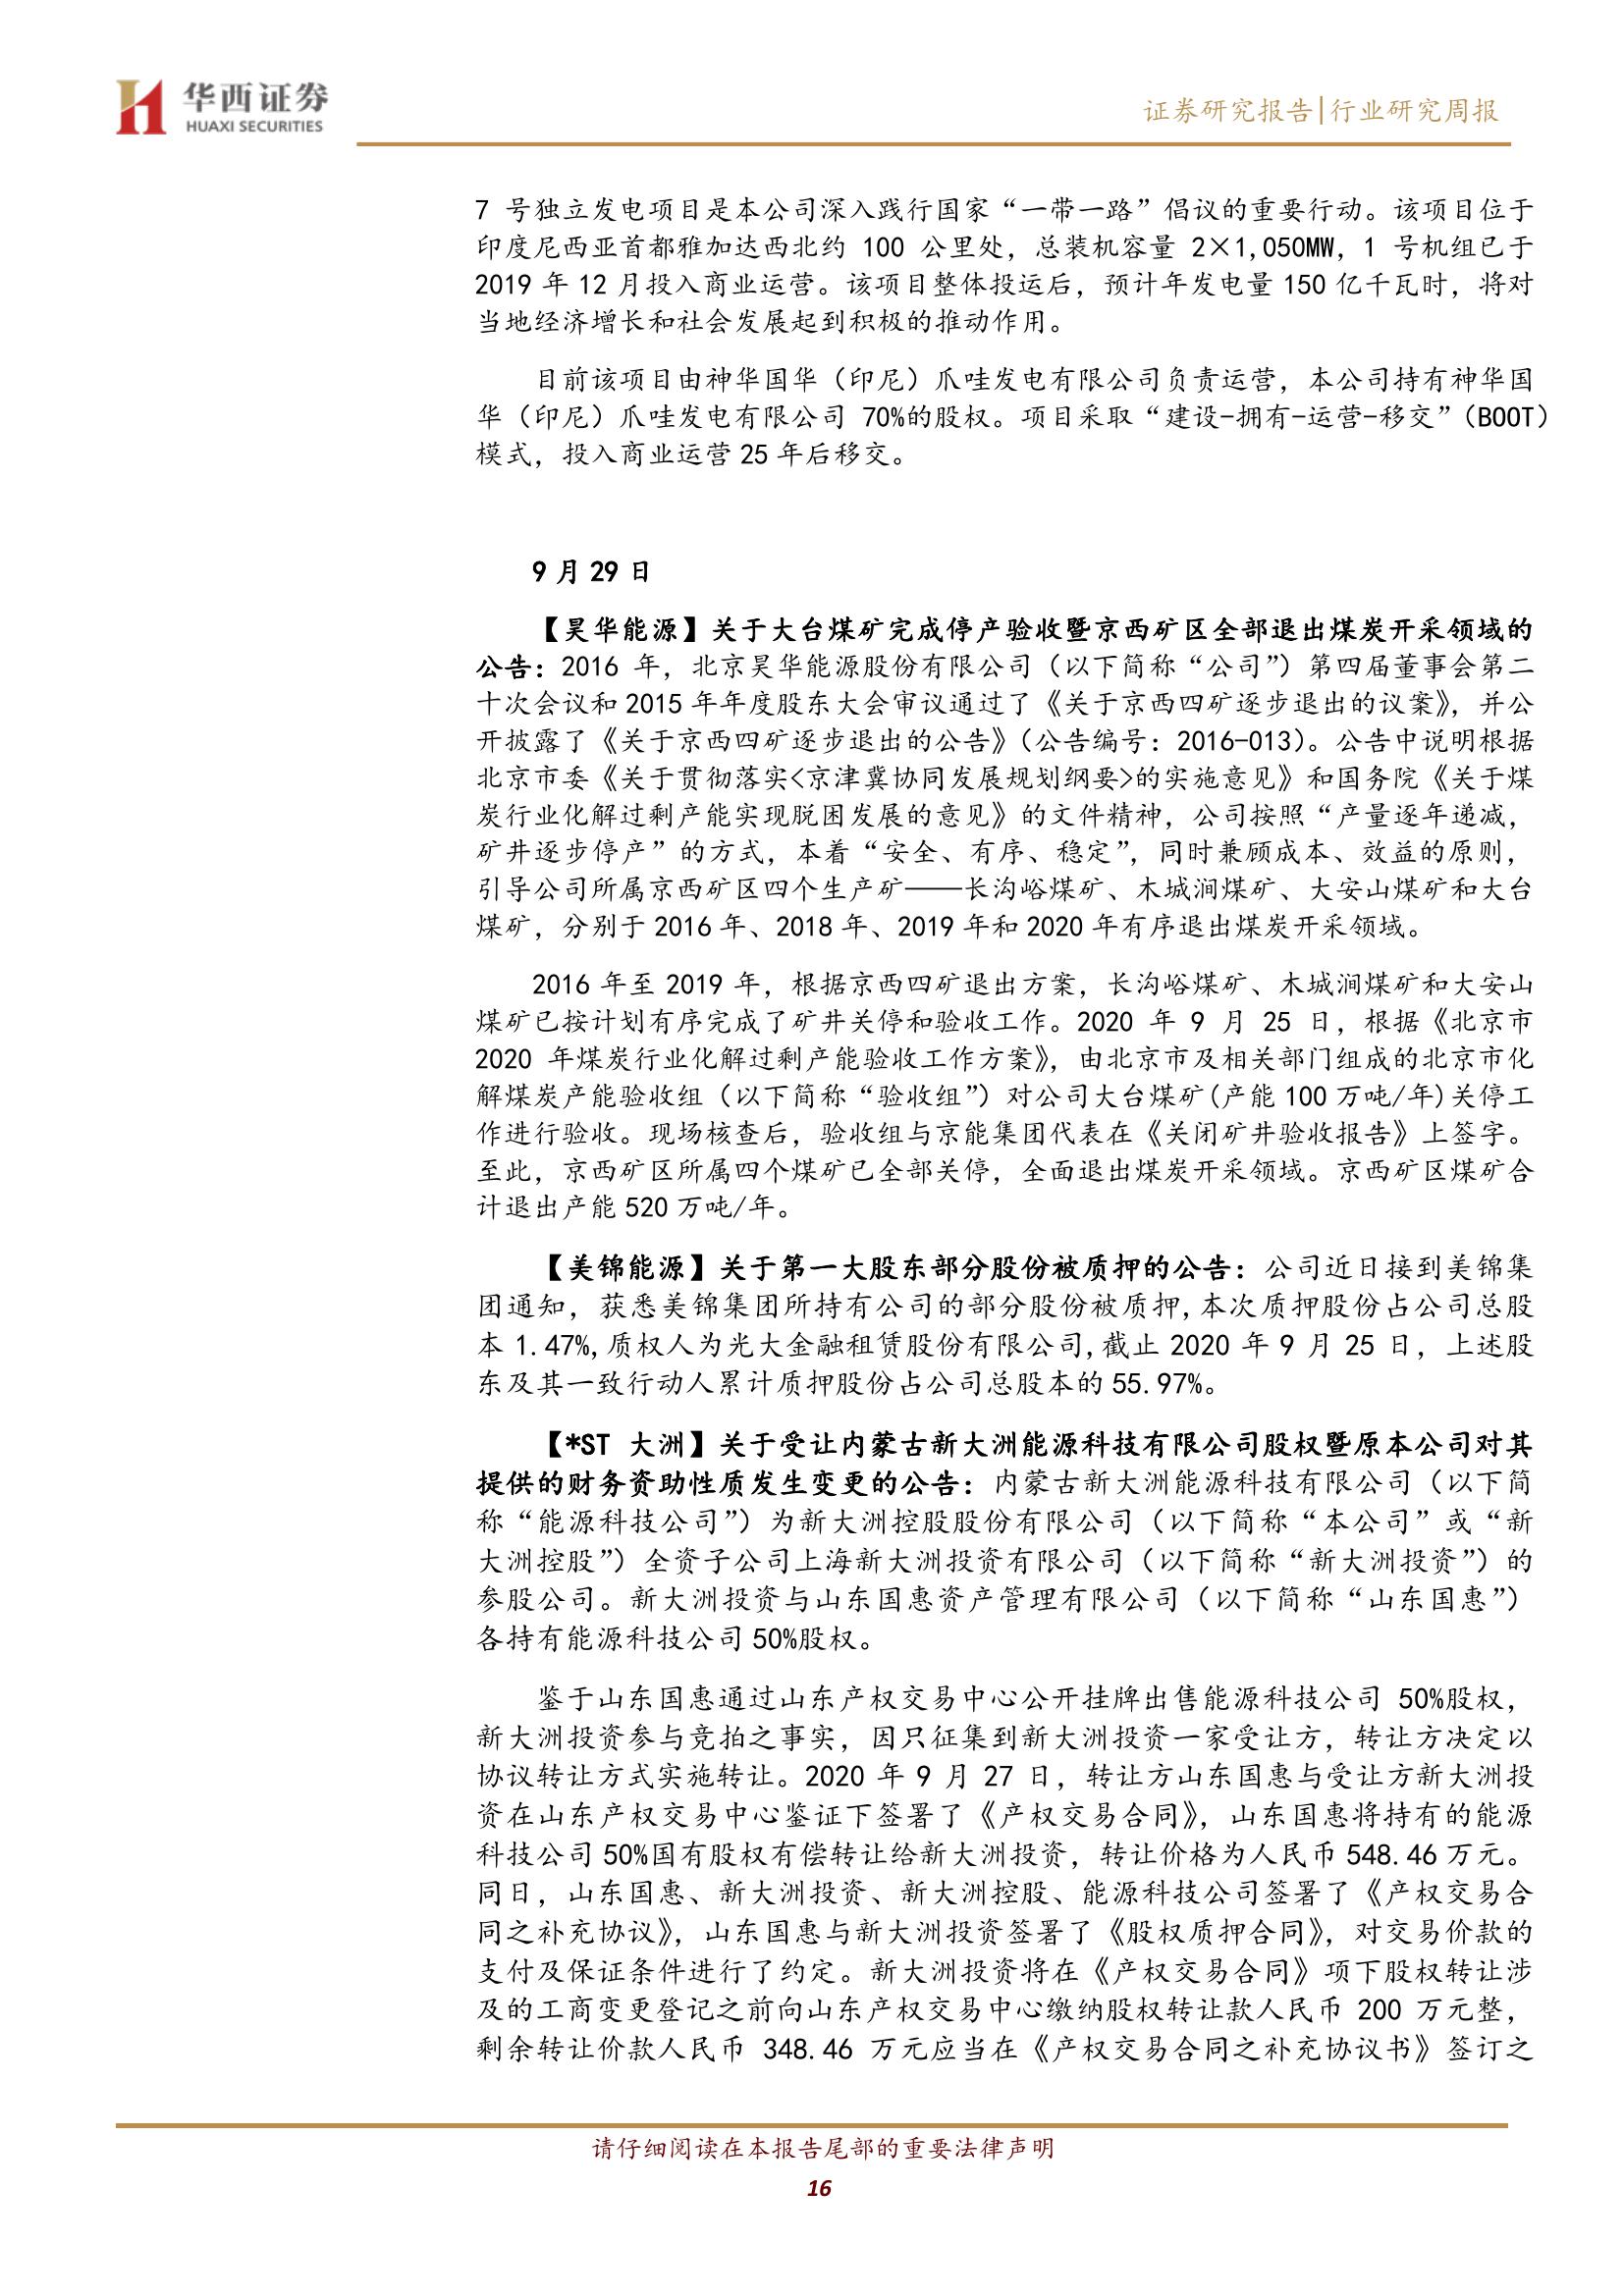 华西证券
HUAXI SECURITIES
证券研究报告|行业研究周报
7 号独立发电项目是本公司深入践行国家“一带一路”倡议的重要行动。该项目位于
印度尼西亚首都雅加达西北约 100 公里处，总装机容量 2×1,050MW，1 号机组已于
2019 年 12 月投入商业运营。该项目整体投运后，预计年发电量 150 亿千瓦时，将对
当地经济增长和社会发展起到积极的推动作用。
目前该项目由神华国华（印尼）爪哇发电有限公司负责运营，本公司持有神华国
华（印尼）爪哇发电有限公司 70%的股权。项目采取“建设-拥有-运营-移交”（BOOT）
模式，投入商业运营 25 年后移交。
9 月 29 日
【昊华能源】关于大台煤矿完成停产验收暨京西矿区全部退出煤炭开采领域的
公告：2016 年，北京昊华能源股份有限公司（以下简称“公司”）第四届董事会第二
十次会议和 2015 年年度股东大会审议通过了《关于京西四矿逐步退出的议案》，并公
开披露了《关于京西四矿逐步退出的公告》（公告编号：2016-013）。公告中说明根据
北京市委《关于贯彻落实<京津冀协同发展规划纲要>的实施意见》和国务院《关于煤
炭行业化解过剩产能实现脱困发展的意见》的文件精神，公司按照“产量逐年递减，
矿井逐步停产”的方式，本着“安全、有序、稳定”，同时兼顾成本、效益的原则，
引导公司所属京西矿区四个生产矿——长沟峪煤矿、木城涧煤矿、大安山煤矿和大台
煤矿，分别于 2016 年、2018 年、2019 年和 2020 年有序退出煤炭开采领域。
2016 年至 2019 年，根据京西四矿退出方案，长沟峪煤矿、木城涧煤矿和大安山
煤矿已按计划有序完成了矿井关停和验收工作。2020 年 9 月 25 日，根据《北京市
2020 年煤炭行业化解过剩产能验收工作方案》，由北京市及相关部门组成的北京市化
解煤炭产能验收组（以下简称“验收组”）对公司大台煤矿(产能 100 万吨/年)关停工
作进行验收。现场核查后，验收组与京能集团代表在《关闭矿井验收报告》上签字。
至此，京西矿区所属四个煤矿已全部关停，全面退出煤炭开采领域。京西矿区煤矿合
计退出产能 520 万吨/年。
【美锦能源】关于第一大股东部分股份被质押的公告：公司近日接到美锦集
团通知，获悉美锦集团所持有公司的部分股份被质押,本次质押股份占公司总股
本 1.47%,质权人为光大金融租赁股份有限公司,截止 2020 年 9 月 25 日，上述股
东及其一致行动人累计质押股份占公司总股本的 55.97%。
【*ST 大洲】关于受让内蒙古新大洲能源科技有限公司股权暨原本公司对其
提供的财务资助性质发生变更的公告：内蒙古新大洲能源科技有限公司（以下简
称“能源科技公司”）为新大洲控股股份有限公司（以下简称“本公司”或“新
大洲控股”）全资子公司上海新大洲投资有限公司（以下简称“新大洲投资”）的
参股公司。新大洲投资与山东国惠资产管理有限公司（以下简称“山东国惠”）
各持有能源科技公司 50%股权。
鉴于山东国惠通过山东产权交易中心公开挂牌出售能源科技公司 50%股权，
新大洲投资参与竞拍之事实，因只征集到新大洲投资一家受让方，转让方决定以
协议转让方式实施转让。2020 年 9 月 27 日，转让方山东国惠与受让方新大洲投
资在山东产权交易中心鉴证下签署了《产权交易合同》，山东国惠将持有的能源
科技公司 50%国有股权有偿转让给新大洲投资，转让价格为人民币 548.46 万元。
同日，山东国惠、新大洲投资、新大洲控股、能源科技公司签署了《产权交易合
同之补充协议》，山东国惠与新大洲投资签署了《股权质押合同》，对交易价款的
支付及保证条件进行了约定。新大洲投资将在《产权交易合同》项下股权转让涉
及的工商变更登记之前向山东产权交易中心缴纳股权转让款人民币 200 万元整，
剩余转让价款人民币 348.46 万元应当在《产权交易合同之补充协议书》签订之
请仔细阅读在本报告尾部的重要法律声明
16